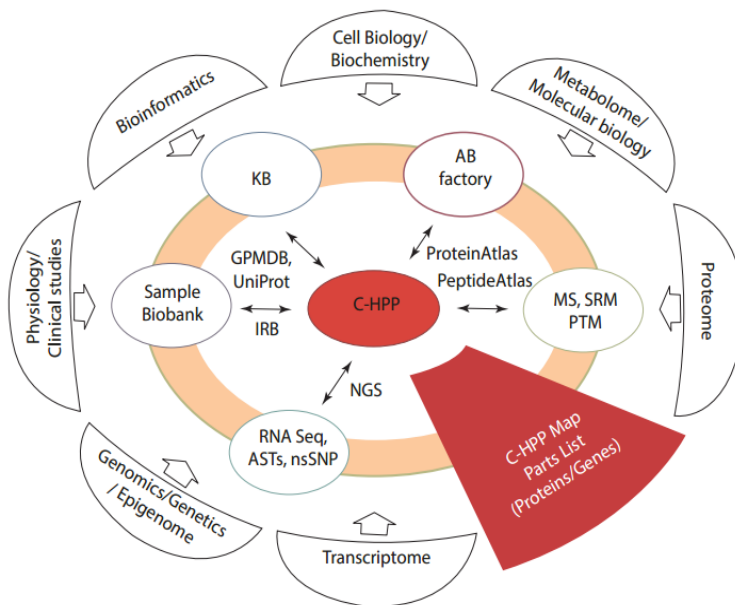 Cell Biology/
Biochemistry
Bioinformatics
Metabolome/
Molecular biology
KB
AB
factory
GPMDB,
UniProt
ProteinAtlas
PeptideAtlas
Physiology/
Clinical studies
Sample
Biobank
IRB
C-HPP
MS, SRM
PTM
Proteome
NGS
RNA Seq,
ASTs, nsSNP
C-HPP Map
Parts List
(Proteins/Genes)
Genomics/Genetics
/ Epigenome
Transcriptome